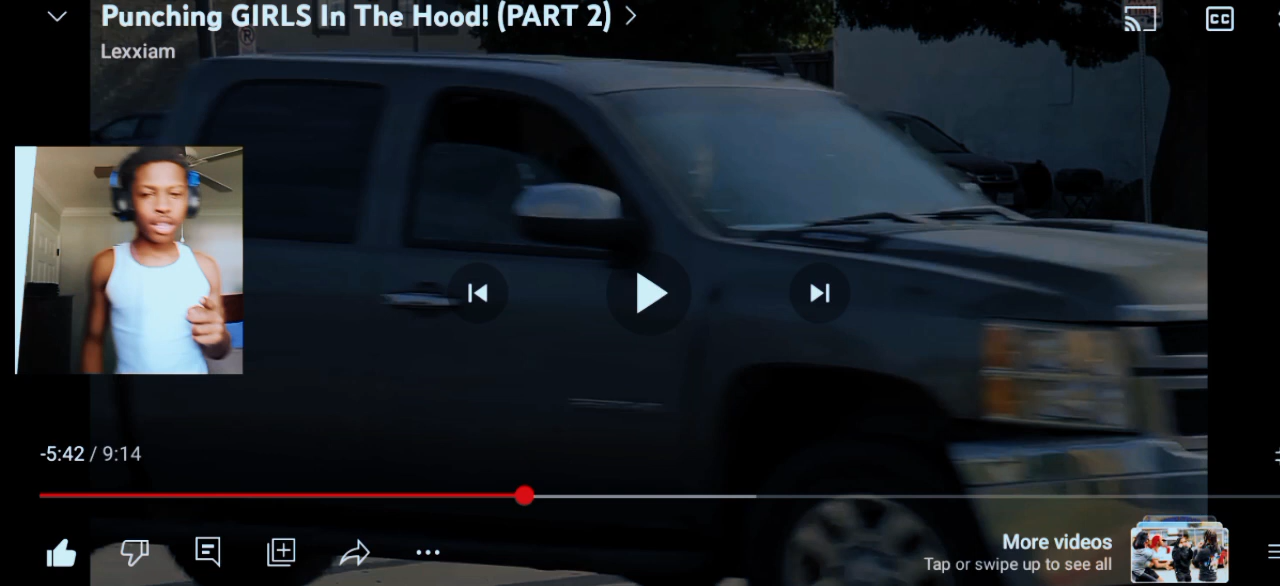 Punching GIRLS In The Hood! (PART 2)
Lexxiam
CC
-5:42 / 9:14
More videos
Tap or swipe up to see all